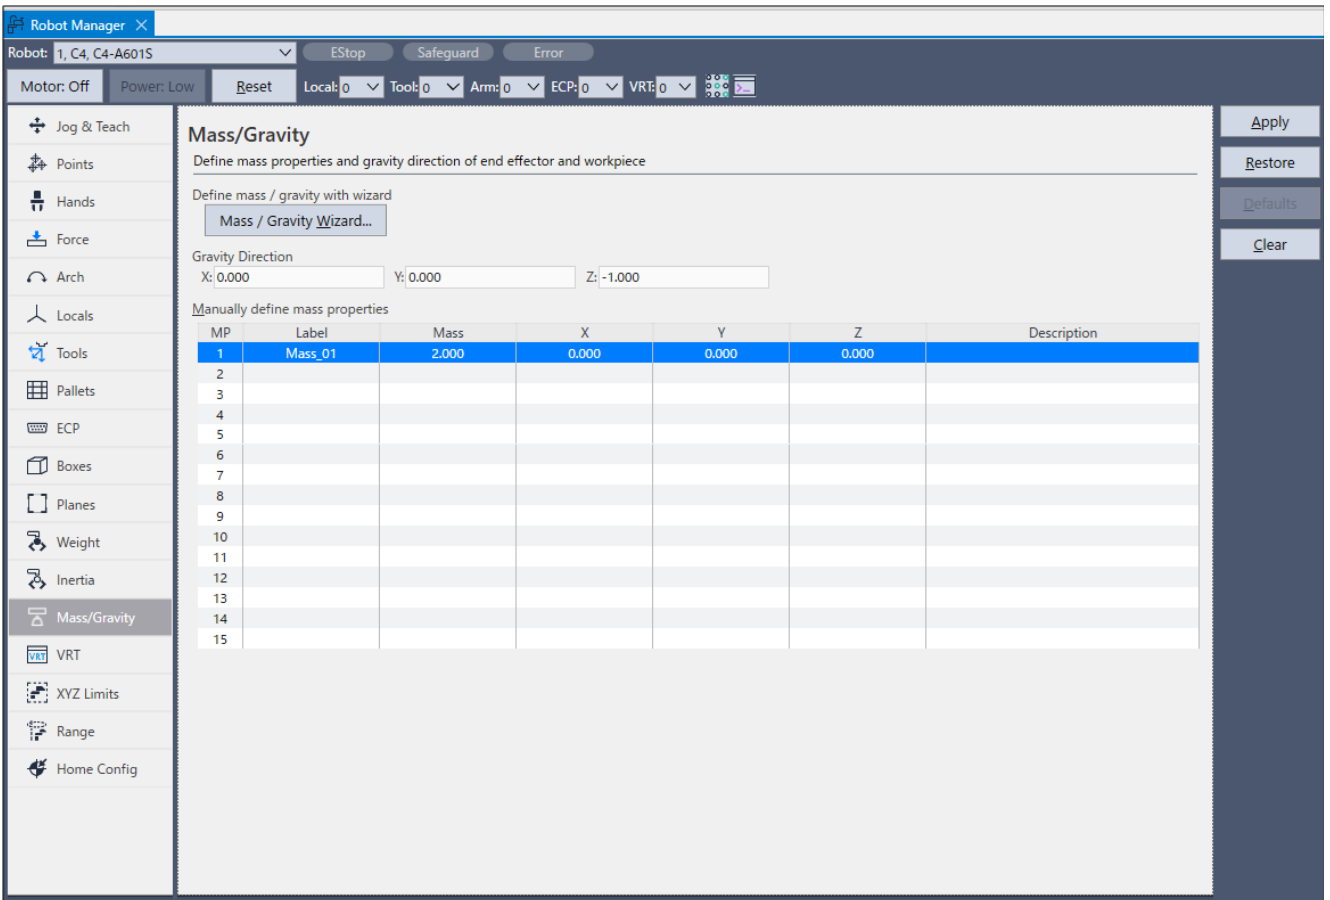 Robot Manager
Robot: 1, C4, C4-A601S EStop Safeguard Error
Motor: Off Power: Low Reset Local: 0 Tool: 0 Arm: 0 ECP: 0 VRT: 0
Jog & Teach
Points
Hands
Force
Arch
Locals
Tools
Pallets
ECP
Boxes
Planes
Weight
Inertia
Mass/Gravity
VRT VRT
XYZ Limits
Range
Home Config
Mass/Gravity
Define mass properties and gravity direction of end effector and workpiece
Define mass / gravity with wizard
Mass / Gravity Wizard...
Gravity Direction
X: 0.000 Y: 0.000 Z: -1.000
Manually define mass properties
MP Label Mass X Y Z Description
1 Mass_01 2.000 0.000 0.000 0.000
2
3
4
5
6
7
8
9
10
11
12
13
14
15
Apply
Restore
Defaults
Clear